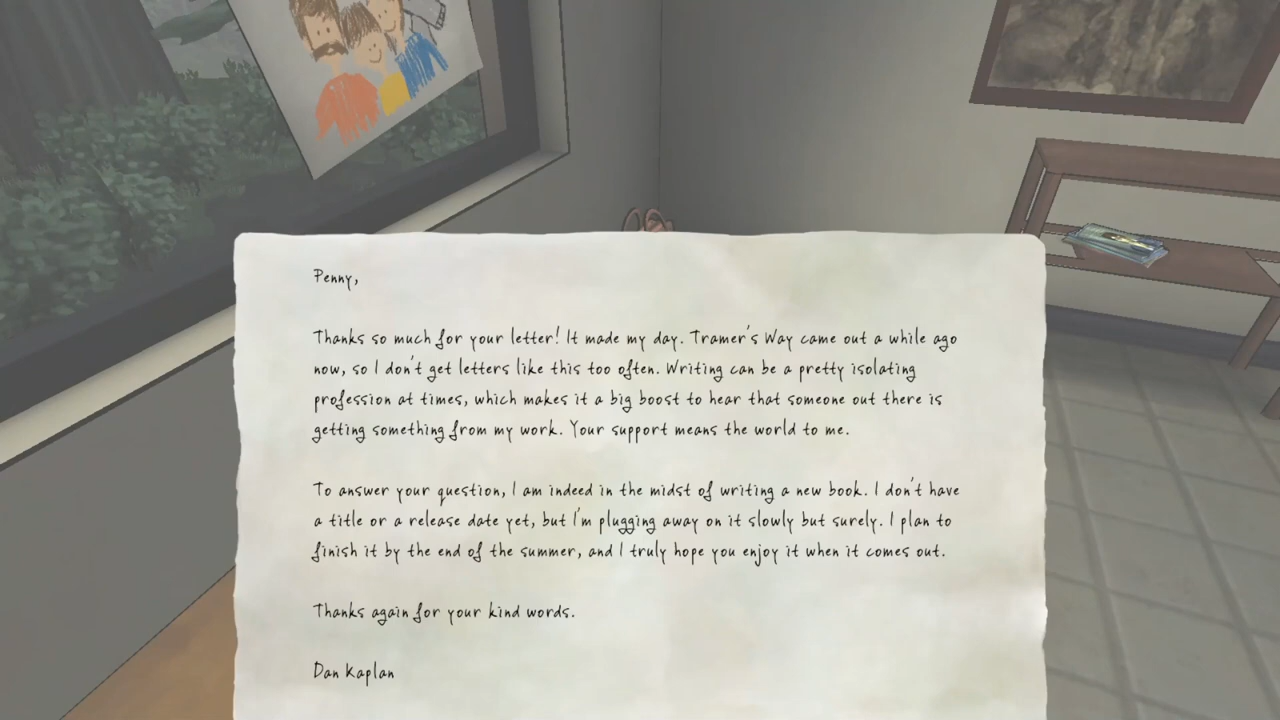 Penny,
Thanks so much for your letter! It made my day. Tramer's Way came out a while ago
now, so I don't get letters like this too often. Writing can be a pretty isolating
profession at times, which makes it a big boost to hear that someone out there is
getting something from my work. Your support means the world to me.
To answer your question, I am indeed in the midst of writing a new book. I don't have
a title or a release date yet, but I'm plugging away on it slowly but surely. I plan to
finish it by the end of the summer, and I truly hope you enjoy it when it comes out.
Thanks again for your kind words.
Dan Kaplan